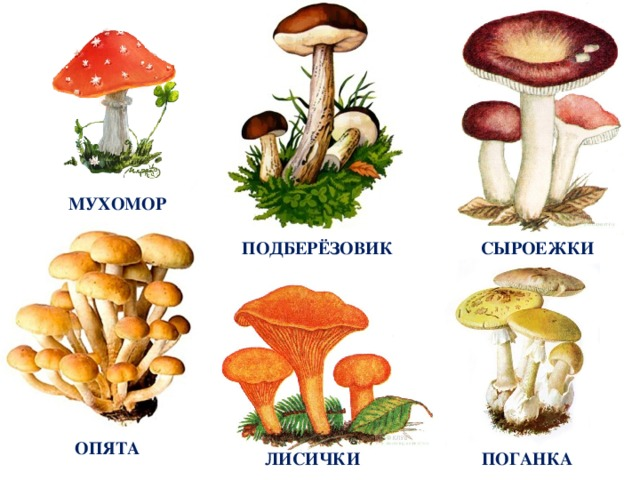 МУХОМОР
ПОДБЕРЁЗОВИК
СЫРОЕЖКИ
ОПЯТА
ЛИСИЧКИ
ПОГАНКА